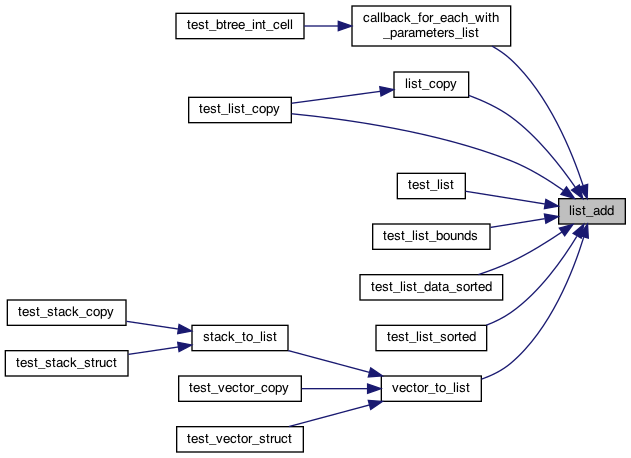 test_btree_int_cell
callback_for_each_with
_parameters_list
list_copy
test_list_copy
test_list
list_add
test_list_bounds
test_list_data_sorted
test_stack_copy
stack_to_list
test_list_sorted
test_stack_struct
test_vector_copy
vector_to_list
test_vector_struct